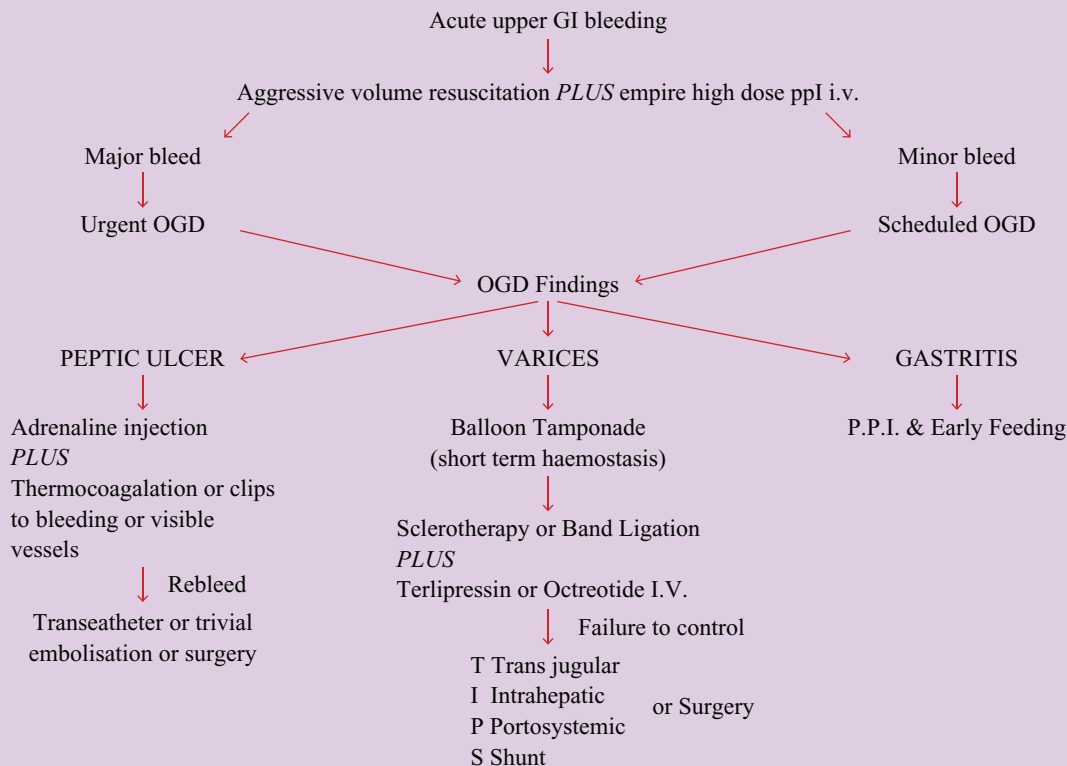 Acute upper GI bleeding
Aggressive volume resuscitation PLUS empire high dose ppI i.v.
Major bleed
Minor bleed
Urgent OGD
Scheduled OGD
OGD Findings
PEPTIC ULCER
VARICES
GASTRITIS
Adrenaline injection
PLUS
Thermocoagalation or clips
to bleeding or visible
vessels
Rebleed
Transeatheter or trivial
embolisation or surgery
Balloon Tamponade
(short term haemostasis)
Sclerotherapy or Band Ligation
PLUS
Terlipressin or Octreotide I.V.
Failure to control
T Trans jugular
I Intrahepatic
P Portosystemic
S Shunt
or Surgery
P.P.I. & Early Feeding